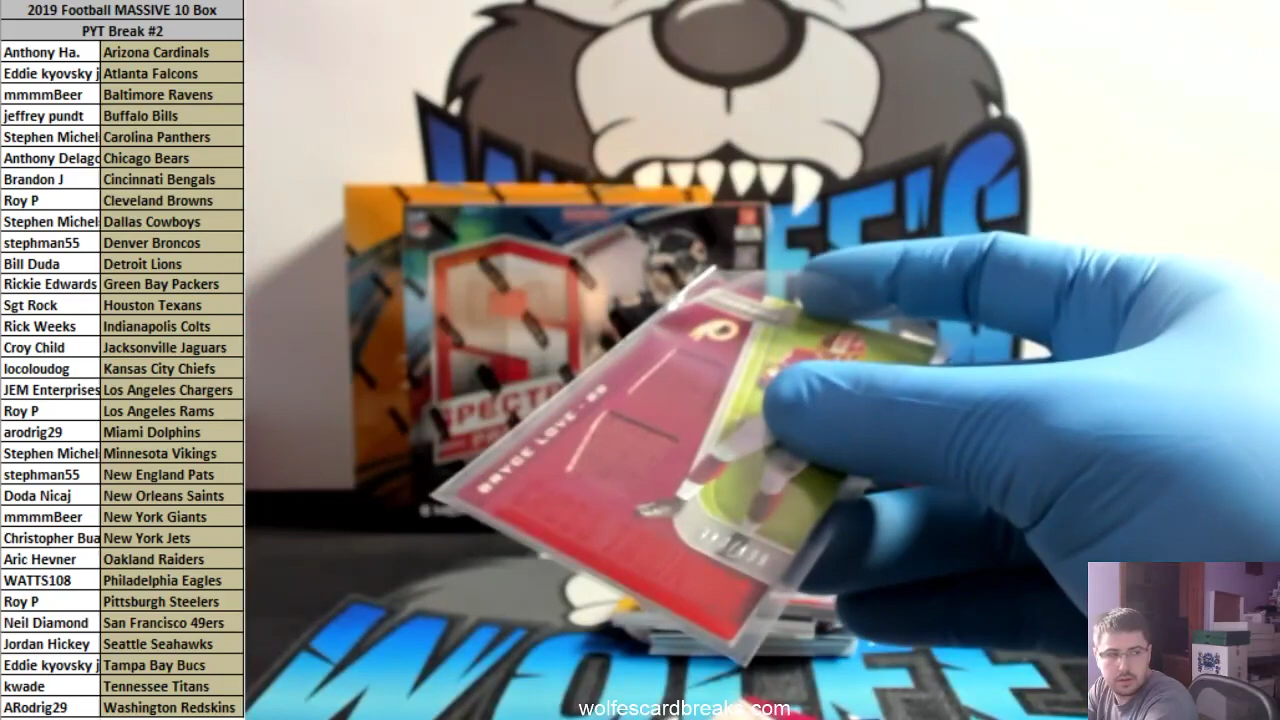 2019 Football MASSIVE 10 Box
PYT Break #2
Anthony Ha. Arizona Cardinals
Eddie kyovsky j Atlanta Falcons
mmmmBeer Baltimore Ravens
jeffrey pundt Buffalo Bills
Stephen Michel Carolina Panthers
Anthony Delago Chicago Bears
Brandon J Cincinnati Bengals
Roy P Cleveland Browns
Stephen Michel Dallas Cowboys
stephman55 Denver Broncos
Bill Duda Detroit Lions
Rickie Edwards Green Bay Packers
Sgt Rock Houston Texans
Rick Weeks Indianapolis Colts
Croy Child Jacksonville Jaguars
locoloudog Kansas City Chiefs
JEM Enterprises Los Angeles Chargers
Roy P Los Angeles Rams
arodrig29 Miami Dolphins
Stephen Michel Minnesota Vikings
stephman55 New England Pats
Doda Nicaj New Orleans Saints
mmmmBeer New York Giants
Christopher Bua New York Jets
Aric Hevner Oakland Raiders
WATTS108 Philadelphia Eagles
Roy P Pittsburgh Steelers
Neil Diamond San Francisco 49ers
Jordan Hickey Seattle Seahawks
Eddie kyovsky j Tampa Bay Bucs
kwade Tennessee Titans
ARodrig29 Washington Redskins
BRYCE LOVE · RB
wolfescardbreaks.com